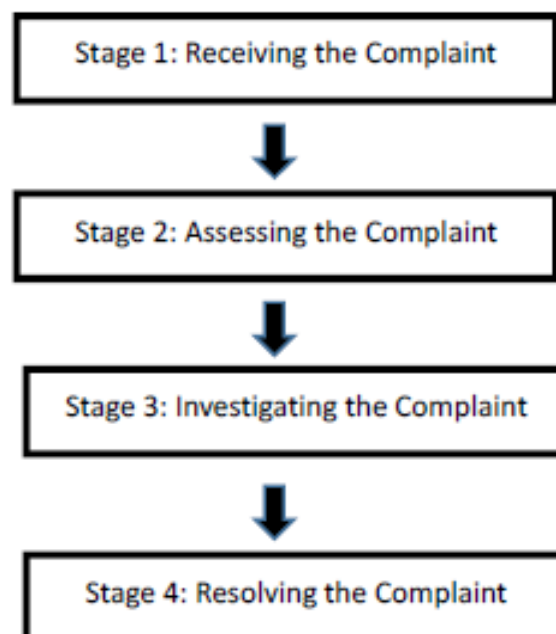 Stage 1: Receiving the Complaint
Stage 2: Assessing the Complaint
Stage 3: Investigating the Complaint
Stage 4: Resolving the Complaint